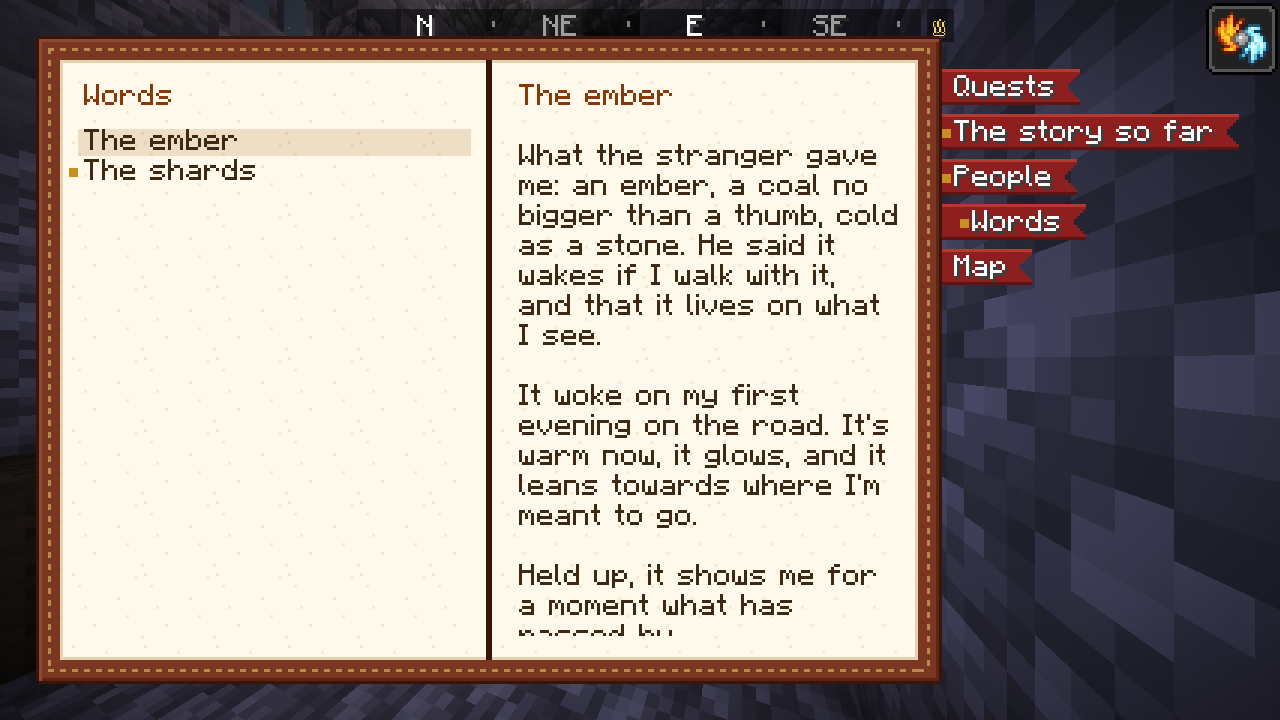 N · NE · E · SE ·
Words
The ember
The shards
The ember
What the stranger gave
me: an ember, a coal no
bigger than a thumb, cold
as a stone. He said it
wakes if I walk with it,
and that it lives on what
I see.
It woke on my first
evening on the road. It's
warm now, it glows, and it
leans towards where I'm
meant to go.
Held up, it shows me for
a moment what has
Quests
The story so far
People
Words
Map